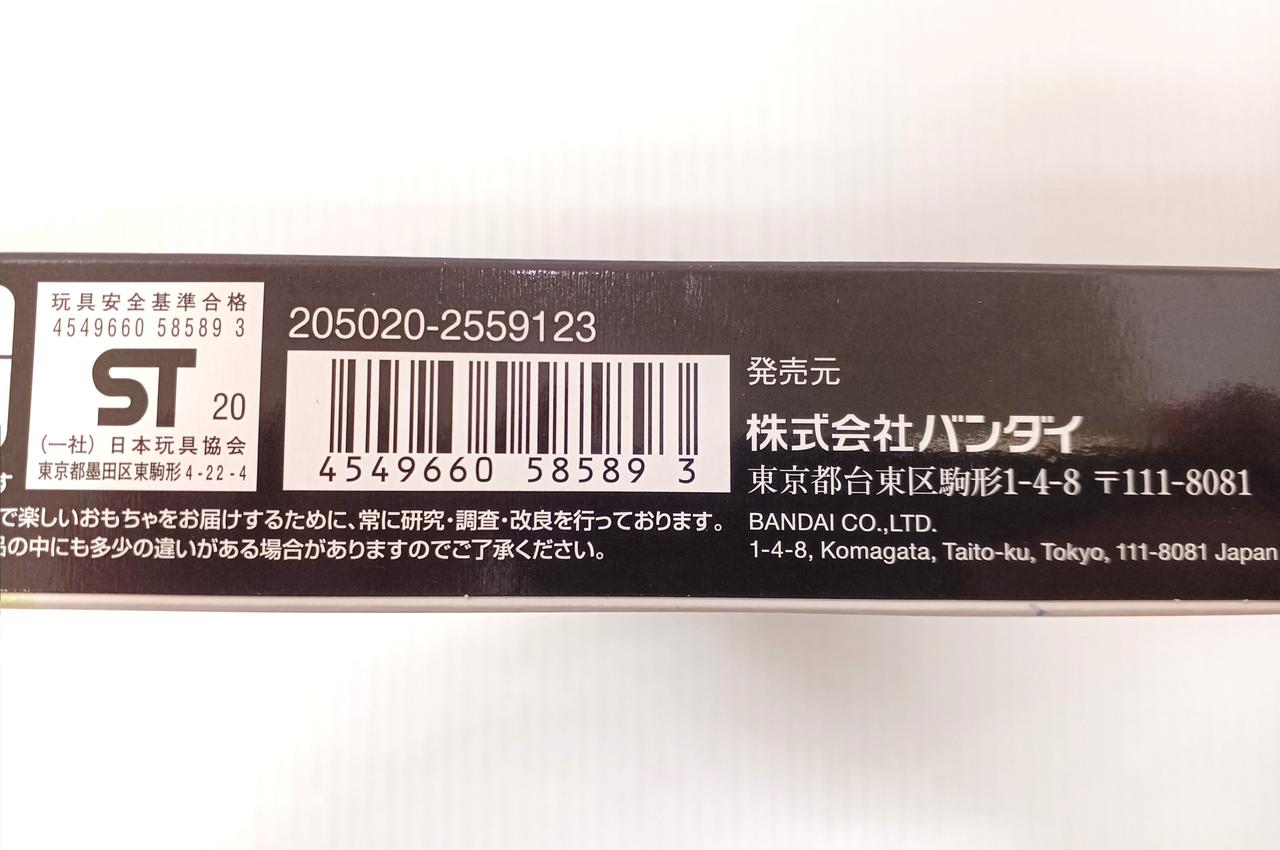 玩具安全基準合格
4549660 58589 3
ST 20
(一社) 日本玩具協会
東京都墨田区東駒形4-22-4
205020-2559123
4549660 58589 3
す
で楽しいおもちゃをお届けするために、常に研究・調査・改良を行っております。
品の中にも多少の違いがある場合がありますのでご了承ください。
発売元
株式会社バンダイ
東京都台東区駒形1-4-8 〒111-8081
BANDAI CO.,LTD.
1-4-8, Komagata, Taito-ku, Tokyo, 111-8081 Japan